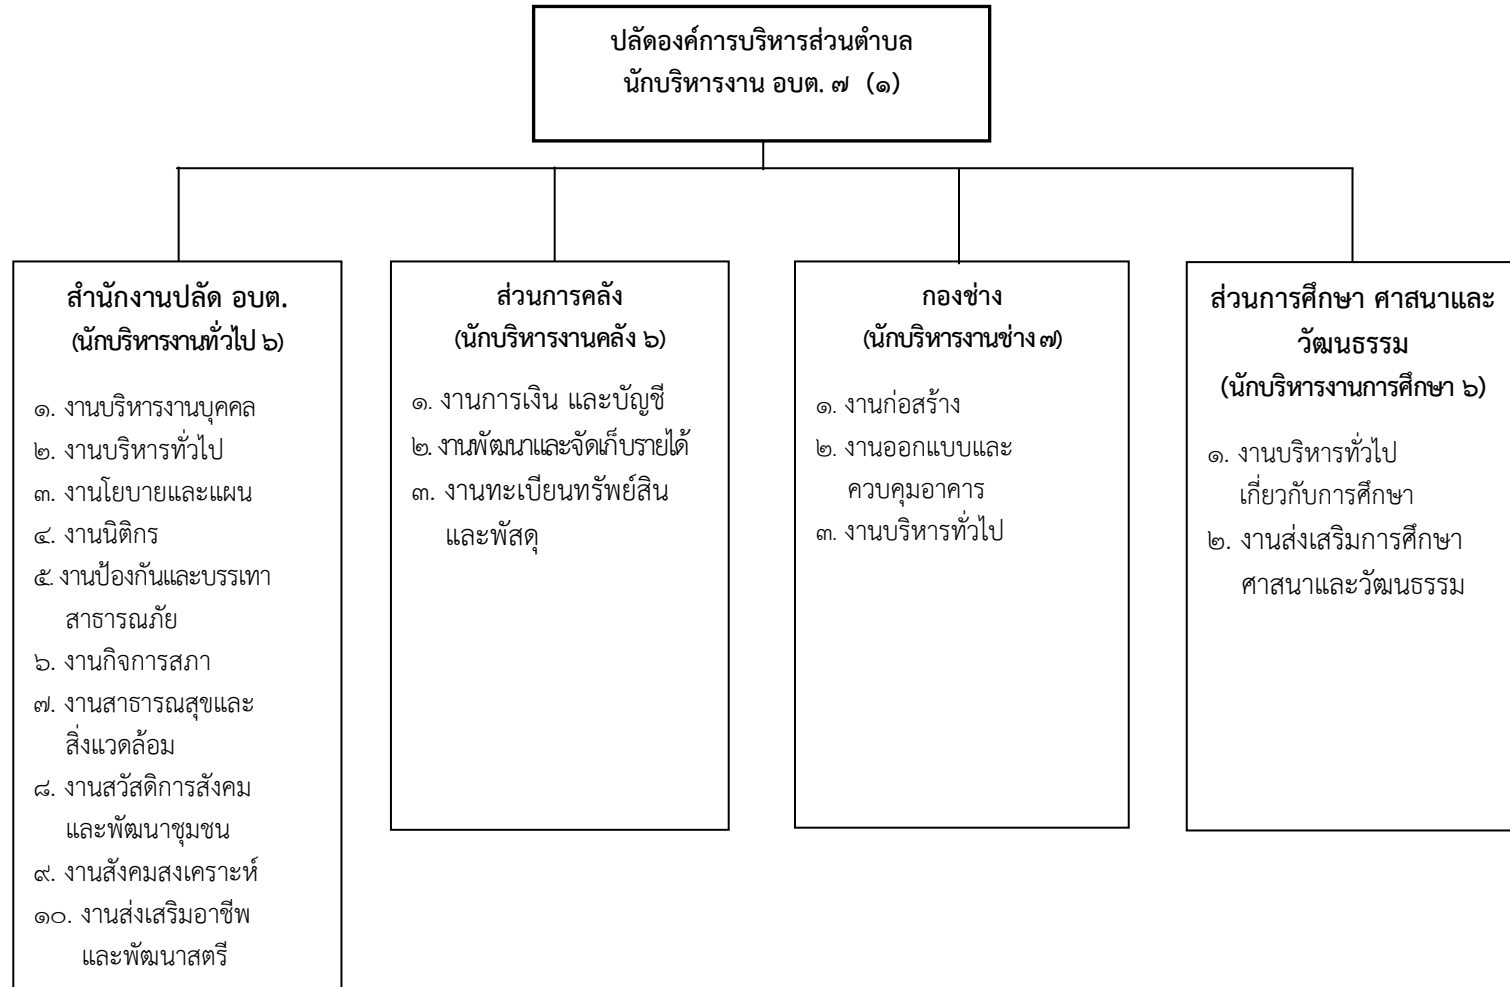 ปลัดองค์การบริหารส่วนตำบล
นักบริหารงาน อบต. ๗ (๑)
สำนักงานปลัด อบต.
(นักบริหารงานทั่วไป ๖)
๑. งานบริหารงานบุคคล
๒. งานบริหารทั่วไป
๓. งานโยบายและแผน
๔. งานนิติกร
๕. งานป้องกันและบรรเทา
สาธารณภัย
๖. งานกิจการสภา
๗. งานสาธารณสุขและ
สิ่งแวดล้อม
๘. งานสวัสดิการสังคม
และพัฒนาชุมชน
๙. งานสังคมสงเคราะห์
๑๐. งานส่งเสริมอาชีพ
และพัฒนาสตรี
ส่วนการคลัง
(นักบริหารงานคลัง ๖)
๑. งานการเงิน และบัญชี
๒. งานพัฒนาและจัดเก็บรายได้
๓. งานทะเบียนทรัพย์สิน
และพัสดุ
กองช่าง
(นักบริหารงานช่าง ๗)
๑. งานก่อสร้าง
๒. งานออกแบบและ
ควบคุมอาคาร
๓. งานบริหารทั่วไป
ส่วนการศึกษา ศาสนาและ
วัฒนธรรม
(นักบริหารงานการศึกษา ๖)
๑. งานบริหารทั่วไป
เกี่ยวกับการศึกษา
๒. งานส่งเสริมการศึกษา
ศาสนาและวัฒนธรรม